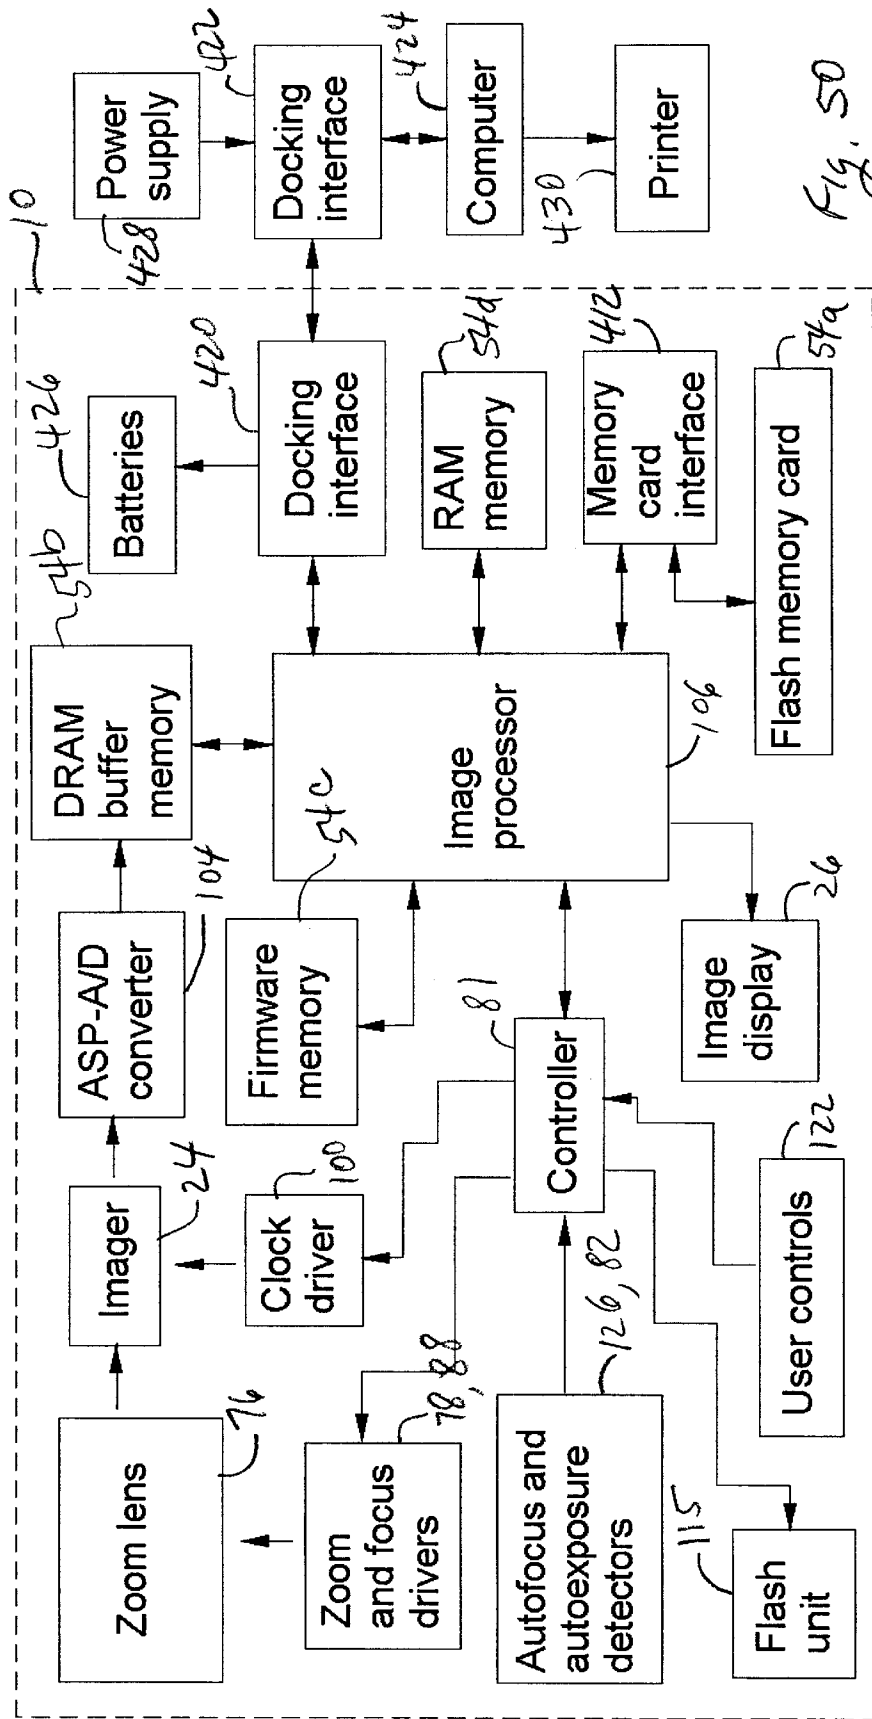 10
Zoom lens
76
Imager
24
ASP-A/D
converter
104
DRAM
buffer
memory
54b
Batteries
426
Power
supply
428
Zoom
and focus
drivers
78, 88
Clock
driver
100
Firmware
memory
54c
Docking
interface
420
Docking
interface
422
Autofocus and
autoexposure
detectors
126, 82
Controller
81
Image
processor
106
RAM
memory
54d
Computer
424
Flash
unit
115
User controls
122
Image
display
26
Memory
card
interface
412
Flash memory card
54a
Printer
430
Fig. 50